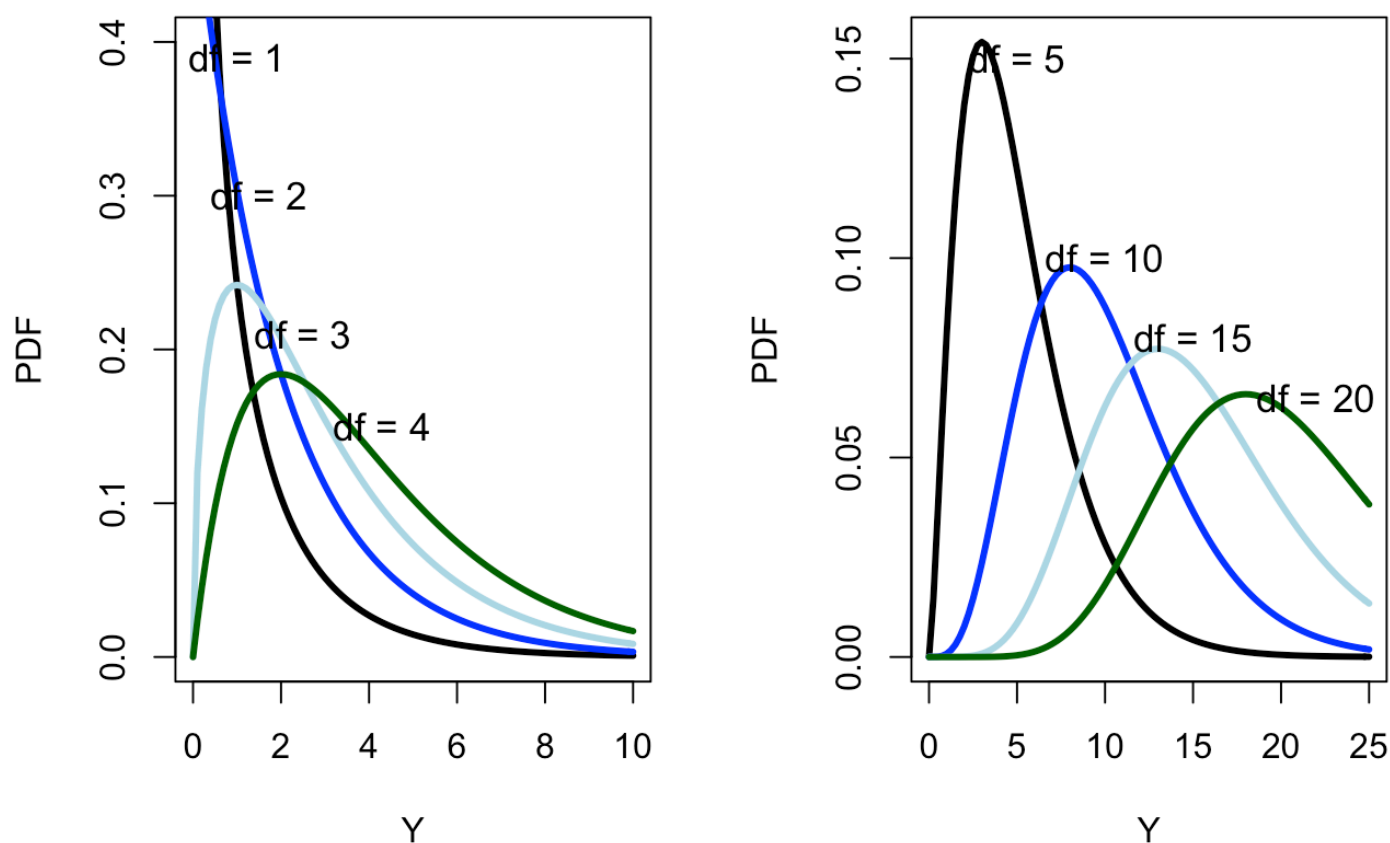 PDF
0.4
0.3
0.2
0.1
0.0
df = 1
df = 2
df = 3
df = 4
0 2 4 6 8 10
Y
PDF
0.15
0.10
0.05
0.00
df = 5
df = 10
df = 15
df = 20
0 5 10 15 20 25
Y